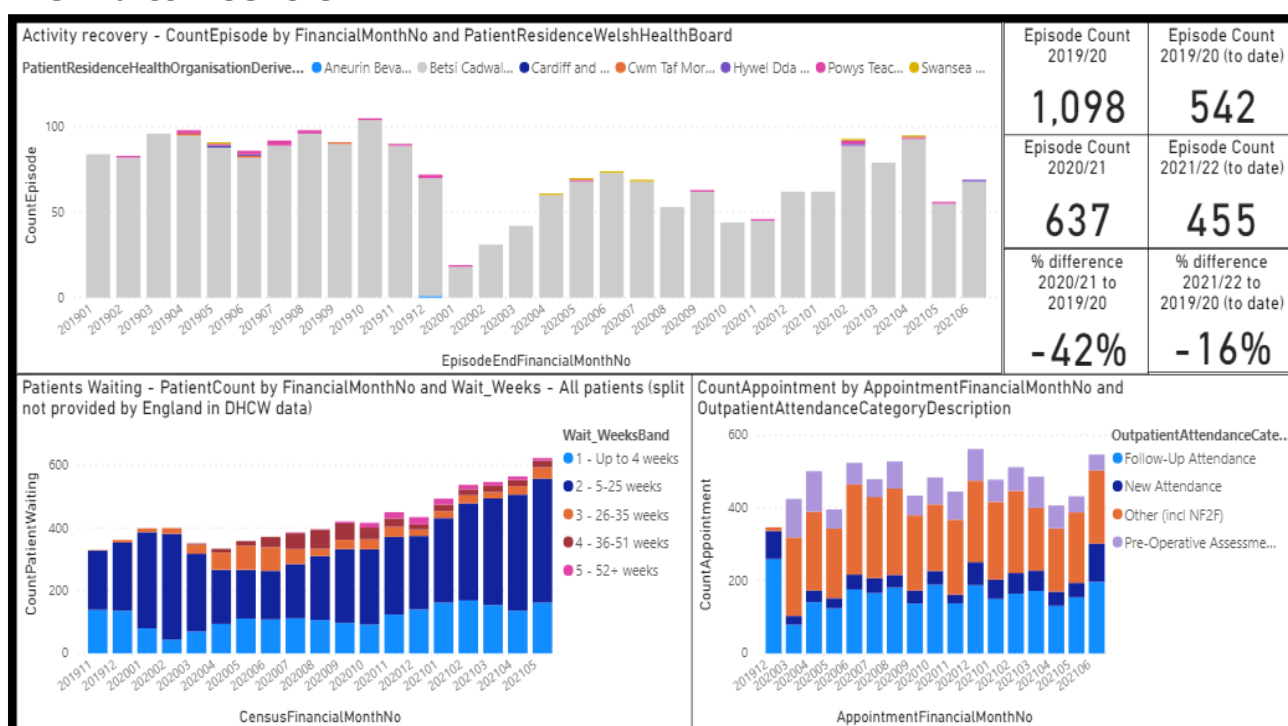 Activity recovery - CountEpisode by FinancialMonthNo and PatientResidenceWelshHealthBoard
PatientResidenceHealthOrganisationDerive... Aneurin Beva... Betsi Cadwal... Cardiff and ... Cwm Taf Mor... Hywel Dda ... Powys Teac... Swansea ...
CountEpisode
100
50
0
201901 201902 201903 201904 201905 201906 201907 201908 201909 201910 201911 201912 202001 202002 202003 202004 202005 202006 202007 202008 202009 202010 202011 202012 202101 202102 202103 202104 202105 202106
EpisodeEndFinancialMonthNo
Episode Count
2019/20
1,098
Episode Count
2019/20 (to date)
542
Episode Count
2020/21
637
Episode Count
2021/22 (to date)
455
% difference
2020/21 to
2019/20
-42%
% difference
2021/22 to
2019/20 (to date)
-16%
Patients Waiting - PatientCount by FinancialMonthNo and Wait_Weeks - All patients (split
not provided by England in DHCW data)
Wait_WeeksBand
1 - Up to 4 weeks
2 - 5-25 weeks
3 - 26-35 weeks
4 - 36-51 weeks
5 - 52+ weeks
CountPatientWaiting
600
400
200
0
201911 201912 202001 202002 202003 202004 202005 202006 202007 202008 202009 202010 202011 202012 202101 202102 202103 202104 202105
CensusFinancialMonthNo
CountAppointment by AppointmentFinancialMonthNo and
OutpatientAttendanceCategoryDescription
OutpatientAttendanceCate...
Follow-Up Attendance
New Attendance
Other (incl NF2F)
Pre-Operative Assessme...
CountAppointment
600
400
200
0
201912 202003 202004 202005 202006 202007 202008 202009 202010 202011 202012 202101 202102 202103 202104 202105 202106
AppointmentFinancialMonthNo